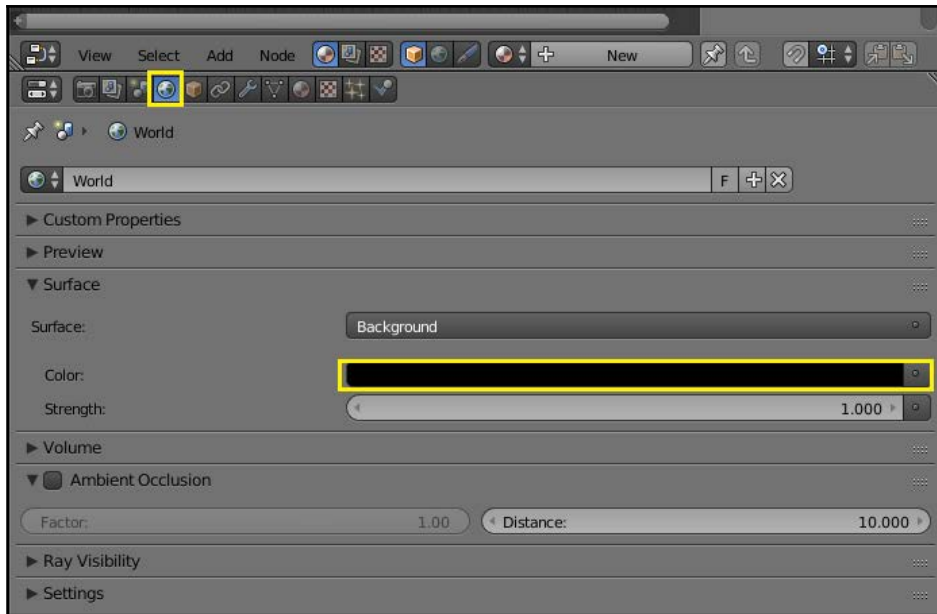 View Select Add Node New
World
World F
Custom Properties
Preview
Surface
Surface: Background
Color:
Strength: 1.000
Volume
Ambient Occlusion
Factor: 1.00 Distance: 10.000
Ray Visibility
Settings